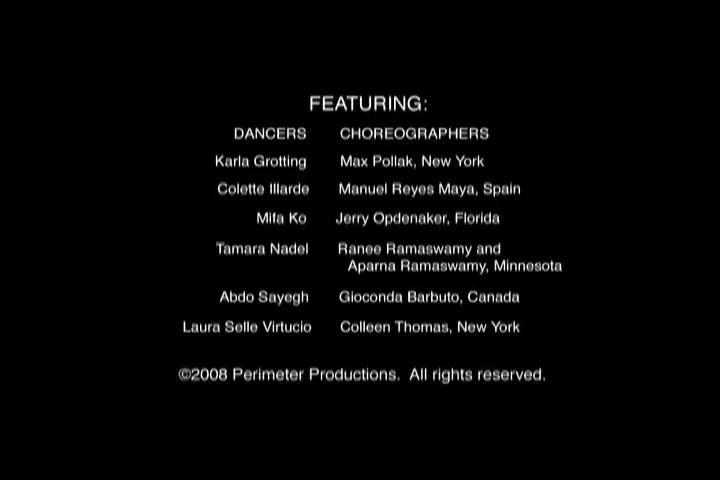 FEATURING:
DANCERS CHOREOGRAPHERS
Karla Grotting Max Pollak, New York
Colette Illarde Manuel Reyes Maya, Spain
Mifa Ko Jerry Opdenaker, Florida
Tamara Nadel Ranee Ramaswamy and
Aparna Ramaswamy, Minnesota
Abdo Sayegh Gioconda Barbuto, Canada
Laura Selle Virtucio Colleen Thomas, New York
©2008 Perimeter Productions. All rights reserved.